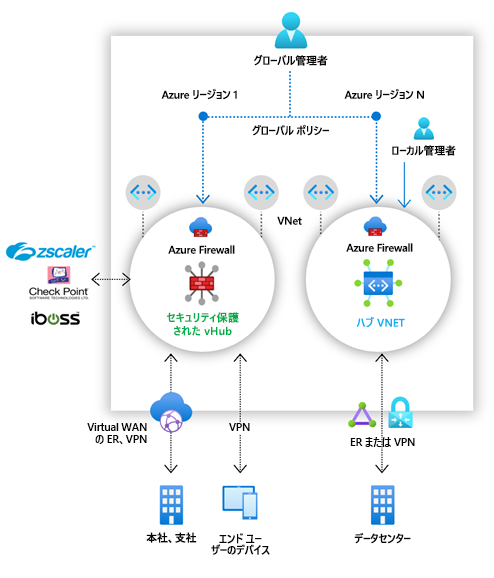 グローバル管理者
Azure リージョン 1
Azure リージョン N
グローバル ポリシー
ローカル管理者
VNet
Azure Firewall
セキュリティ保護
された vHub
Azure Firewall
ハブ VNET
zscaler™
Check Point
SOFTWARE TECHNOLOGIES LTD.
iboss
Virtual WAN
の ER、VPN
VPN
ER または VPN
本社、支社
エンド ユー
ザーのデバイス
データセンター